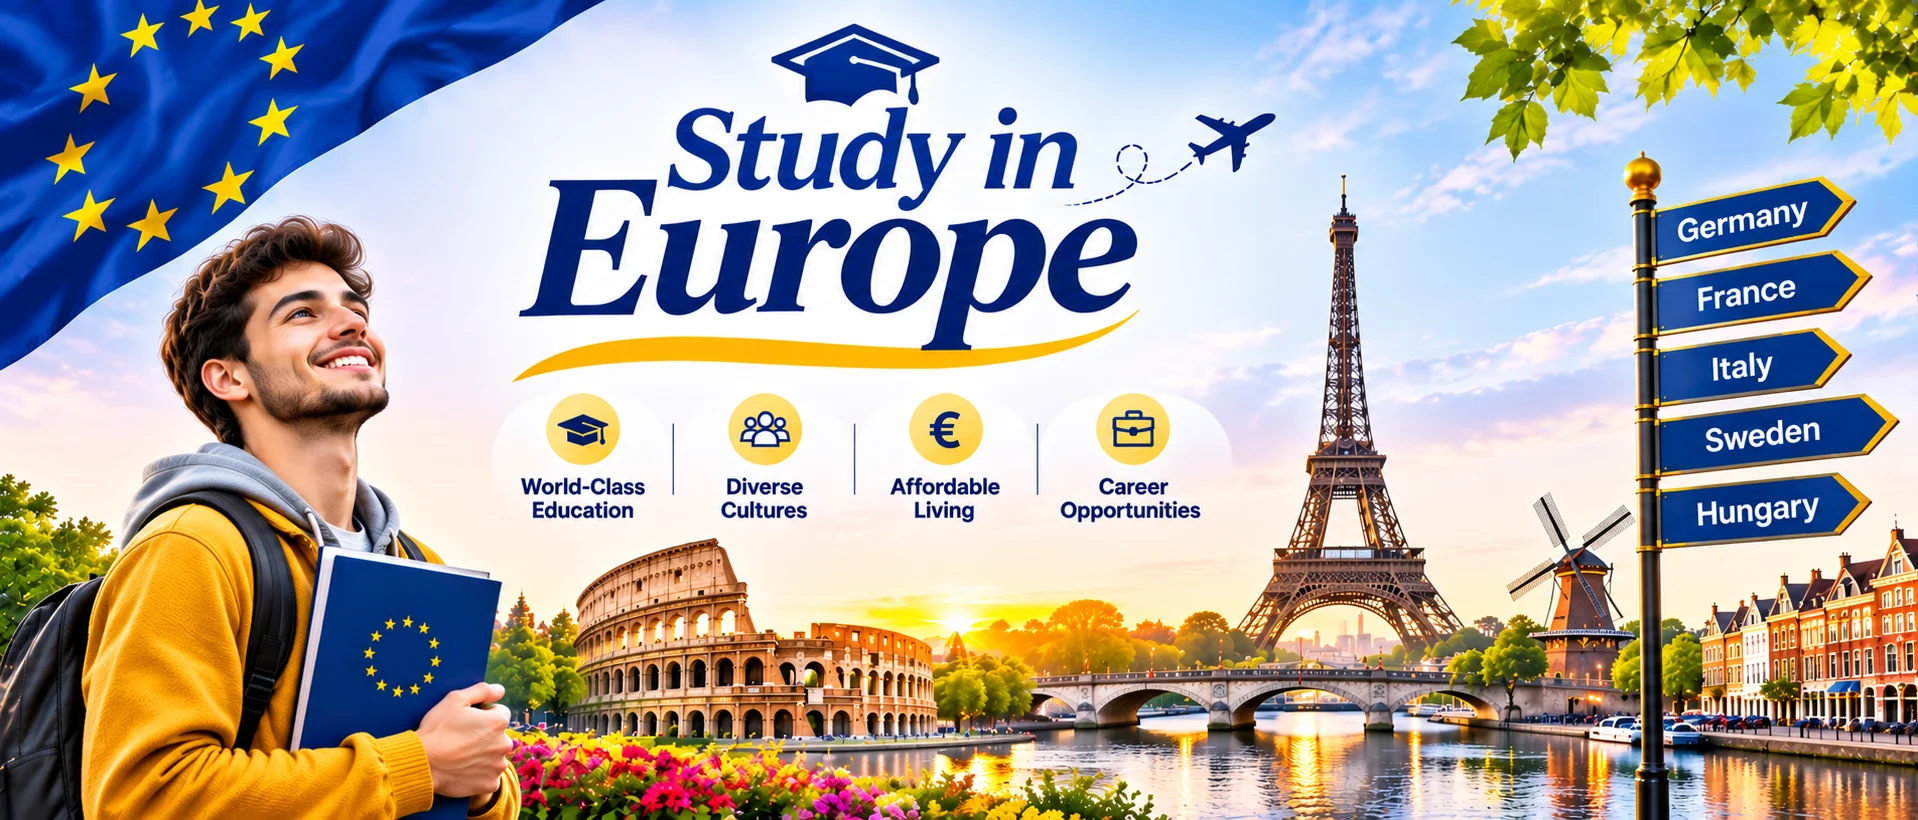 Study in
Europe
World-Class
Education
Diverse
Cultures
€
Affordable
Living
Career
Opportunities
Germany
France
Italy
Sweden
Hungary